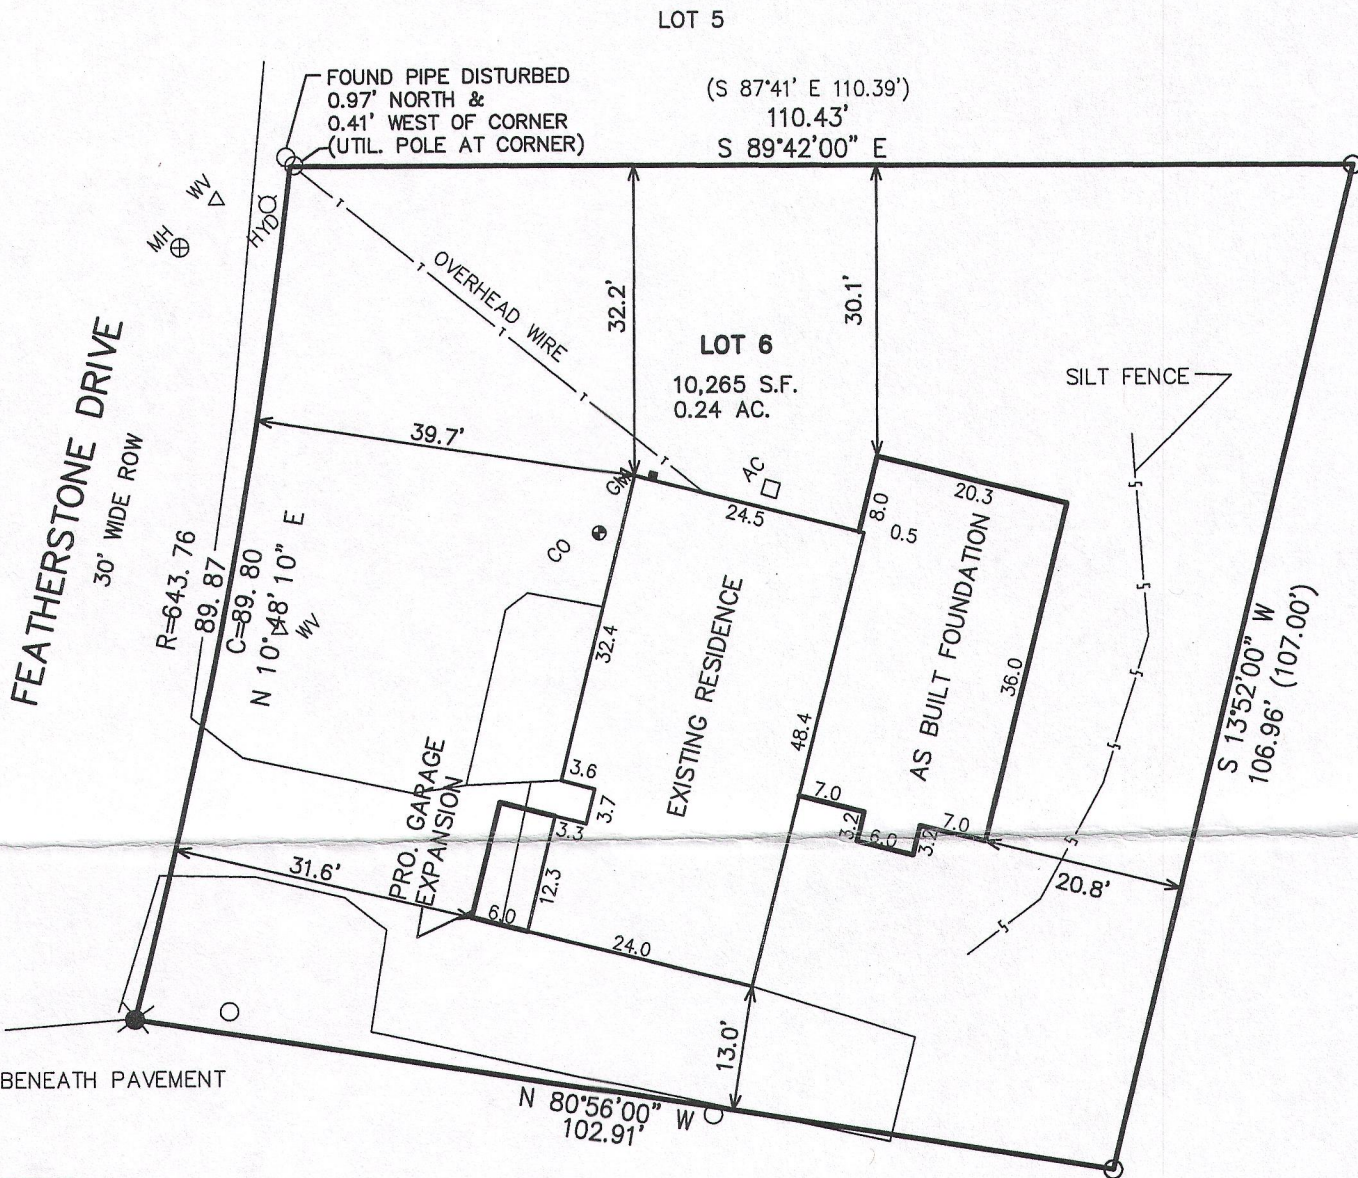 LOT 5
FOUND PIPE DISTURBED
0.97' NORTH &
0.41' WEST OF CORNER
(UTIL. POLE AT CORNER)
(S 87°41' E 110.39')
110.43'
S 89°42'00" E
WV
MH
HYD
OVERHEAD WIRE
32.2'
30.1'
LOT 6
10,265 S.F.
0.24 AC.
SILT FENCE
FEATHERSTONE DRIVE
30' WIDE ROW
39.7'
GM
AC
24.5
8.0
0.5
20.3
CO
R=643.76
89.87
C=89.80
N 10°48'10" E
WV
32.4
EXISTING RESIDENCE
48.4
AS BUILT FOUNDATION
36.0
S 13°52'00" W
106.96' (107.00')
3.6
3.7
3.3
PRO. GARAGE
EXPANSION
12.3
7.0
3.2
6.0
3.2
7.0
20.8'
31.6'
6.0
24.0
13.0'
BENEATH PAVEMENT
N 80°56'00" W
102.91'